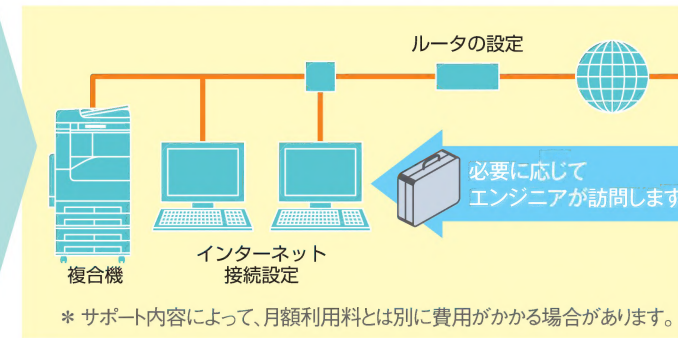 ルータの設定
必要に応じて
エンジニアが訪問します
インターネット
接続設定
複合機
＊ サポート内容によって、月額利用料とは別に費用がかかる場合があります。